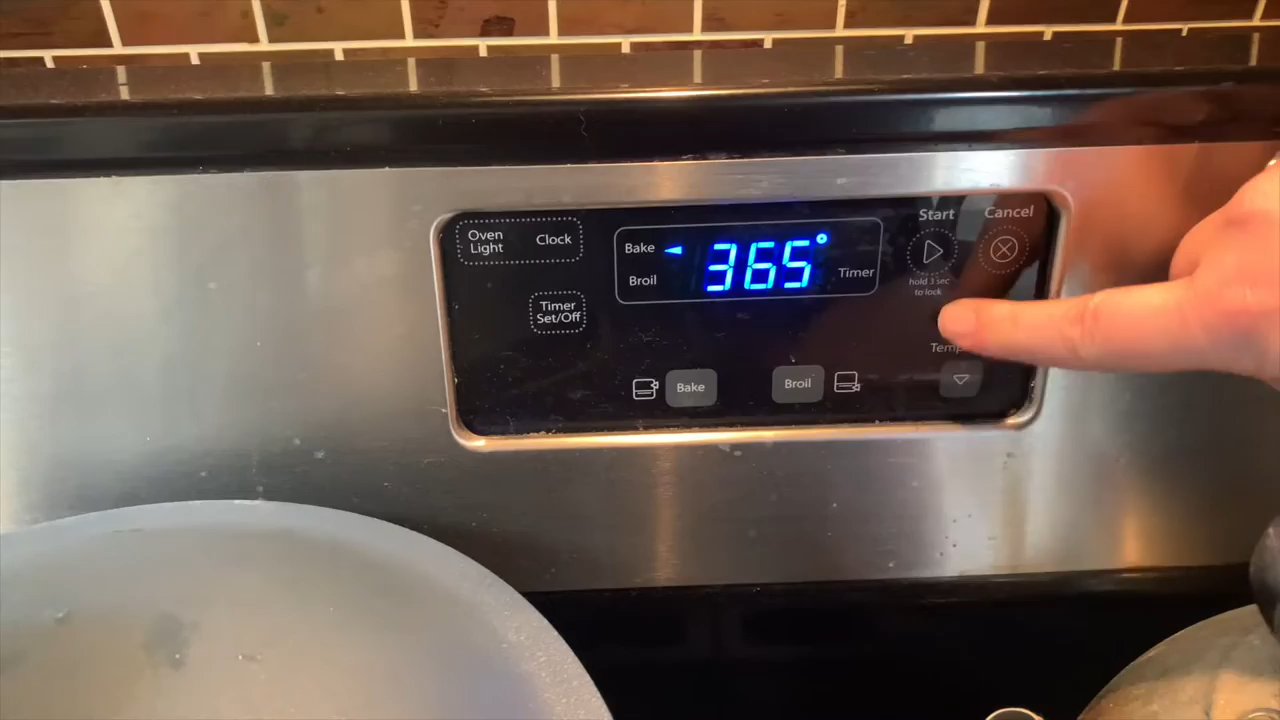 Oven
Light
Clock
Timer
Set/Off
Bake
365°
Broil
Timer
Start
Cancel
hold 3 sec
to lock
Bake
Broil